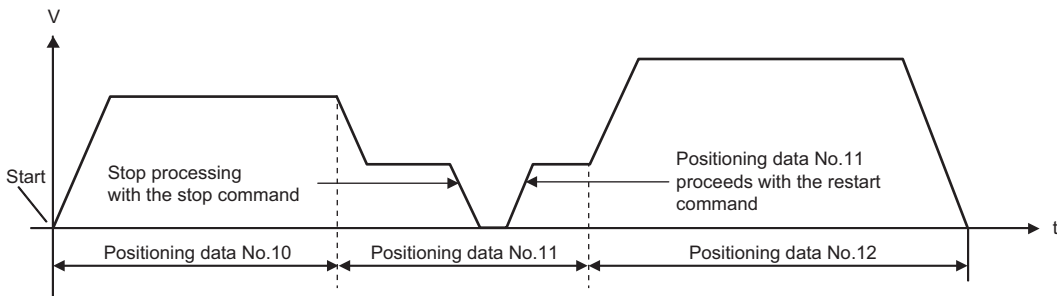 V
Start
Stop processing
with the stop command
Positioning data No.11
proceeds with the restart
command
t
Positioning data No.10
Positioning data No.11
Positioning data No.12